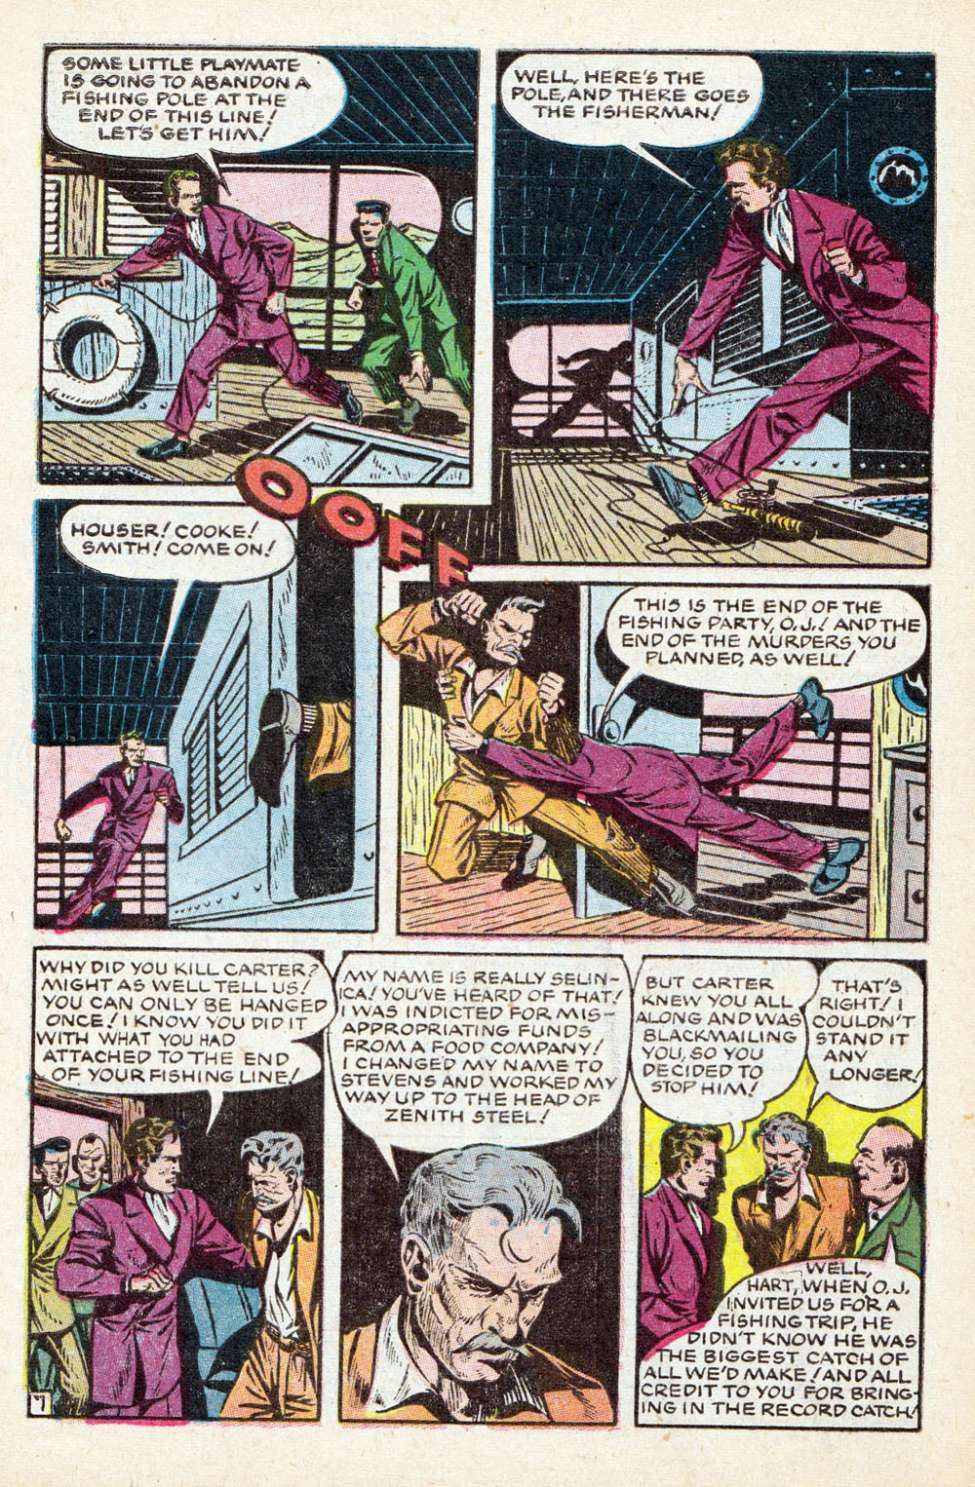 SOME LITTLE PLAYMATE
IS GOING TO ABANDON A
FISHING POLE AT THE
END OF THIS LINE!
LET'S GET HIM!
WELL, HERE'S THE
POLE, AND THERE GOES
THE FISHERMAN!
HOUSER! COOKE!
SMITH! COME ON!
OOFF
THIS IS THE END OF THE
FISHING PARTY, O.J.! AND THE
END OF THE MURDERS YOU
PLANNED, AS WELL!
WHY DID YOU KILL CARTER?
MIGHT AS WELL TELL US!
YOU CAN ONLY BE HANGED
ONCE! I KNOW YOU DID IT
WITH WHAT YOU HAD
ATTACHED TO THE END
OF YOUR FISHING LINE!
MY NAME IS REALLY SELIN-
ICA! YOU'VE HEARD OF THAT!
I WAS INDICTED FOR MIS-
APPROPRIATING FUNDS
FROM A FOOD COMPANY!
I CHANGED MY NAME TO
STEVENS AND WORKED MY
WAY UP TO THE HEAD OF
ZENITH STEEL!
BUT CARTER
KNEW YOU ALL
ALONG AND WAS
BLACKMAILING
YOU, SO YOU
DECIDED TO
STOP HIM!
THAT'S
RIGHT! I
COULDN'T
STAND IT
ANY
LONGER!
WELL,
HART, WHEN O.J.
INVITED US FOR A
FISHING TRIP, HE
DIDN'T KNOW HE WAS
THE BIGGEST CATCH OF
ALL WE'D MAKE! AND ALL
CREDIT TO YOU FOR BRING-
ING IN THE RECORD CATCH!
7